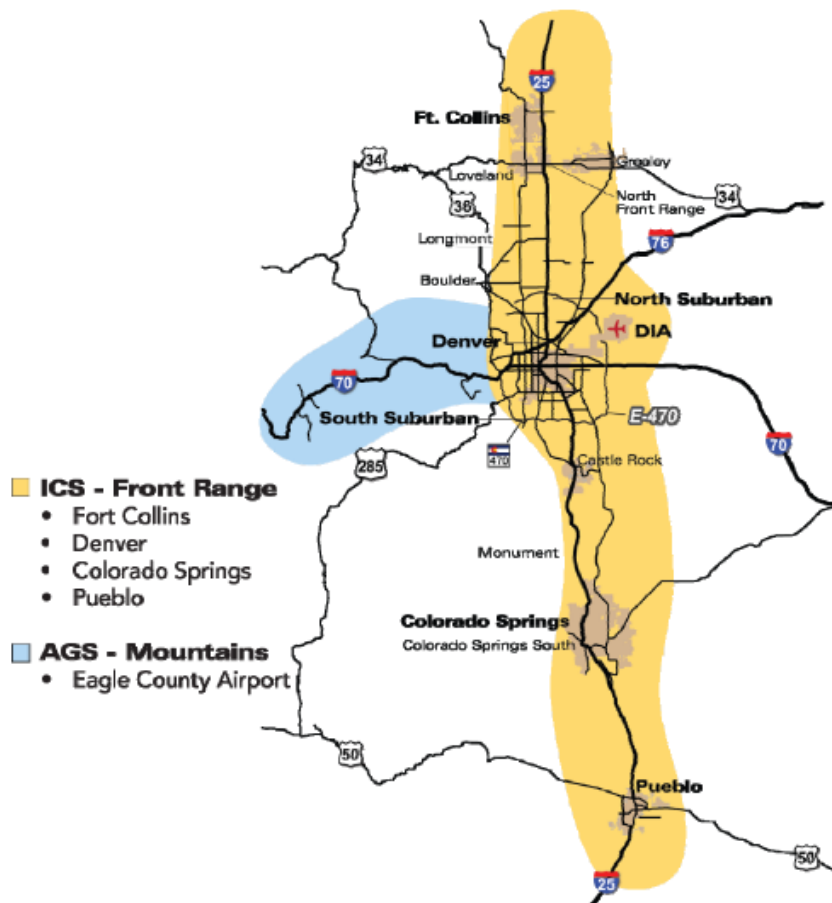 25
Ft. Collins
34
Greeley
Loveland
North
Front Range
34
36
Longmont
76
Boulder
North Suburban
DIA
Denver
70
South Suburban
E-470
470
70
285
Castle Rock
ICS - Front Range
• Fort Collins
• Denver
• Colorado Springs
• Pueblo
Monument
Colorado Springs
Colorado Springs South
AGS - Mountains
• Eagle County Airport
50
Pueblo
50
25